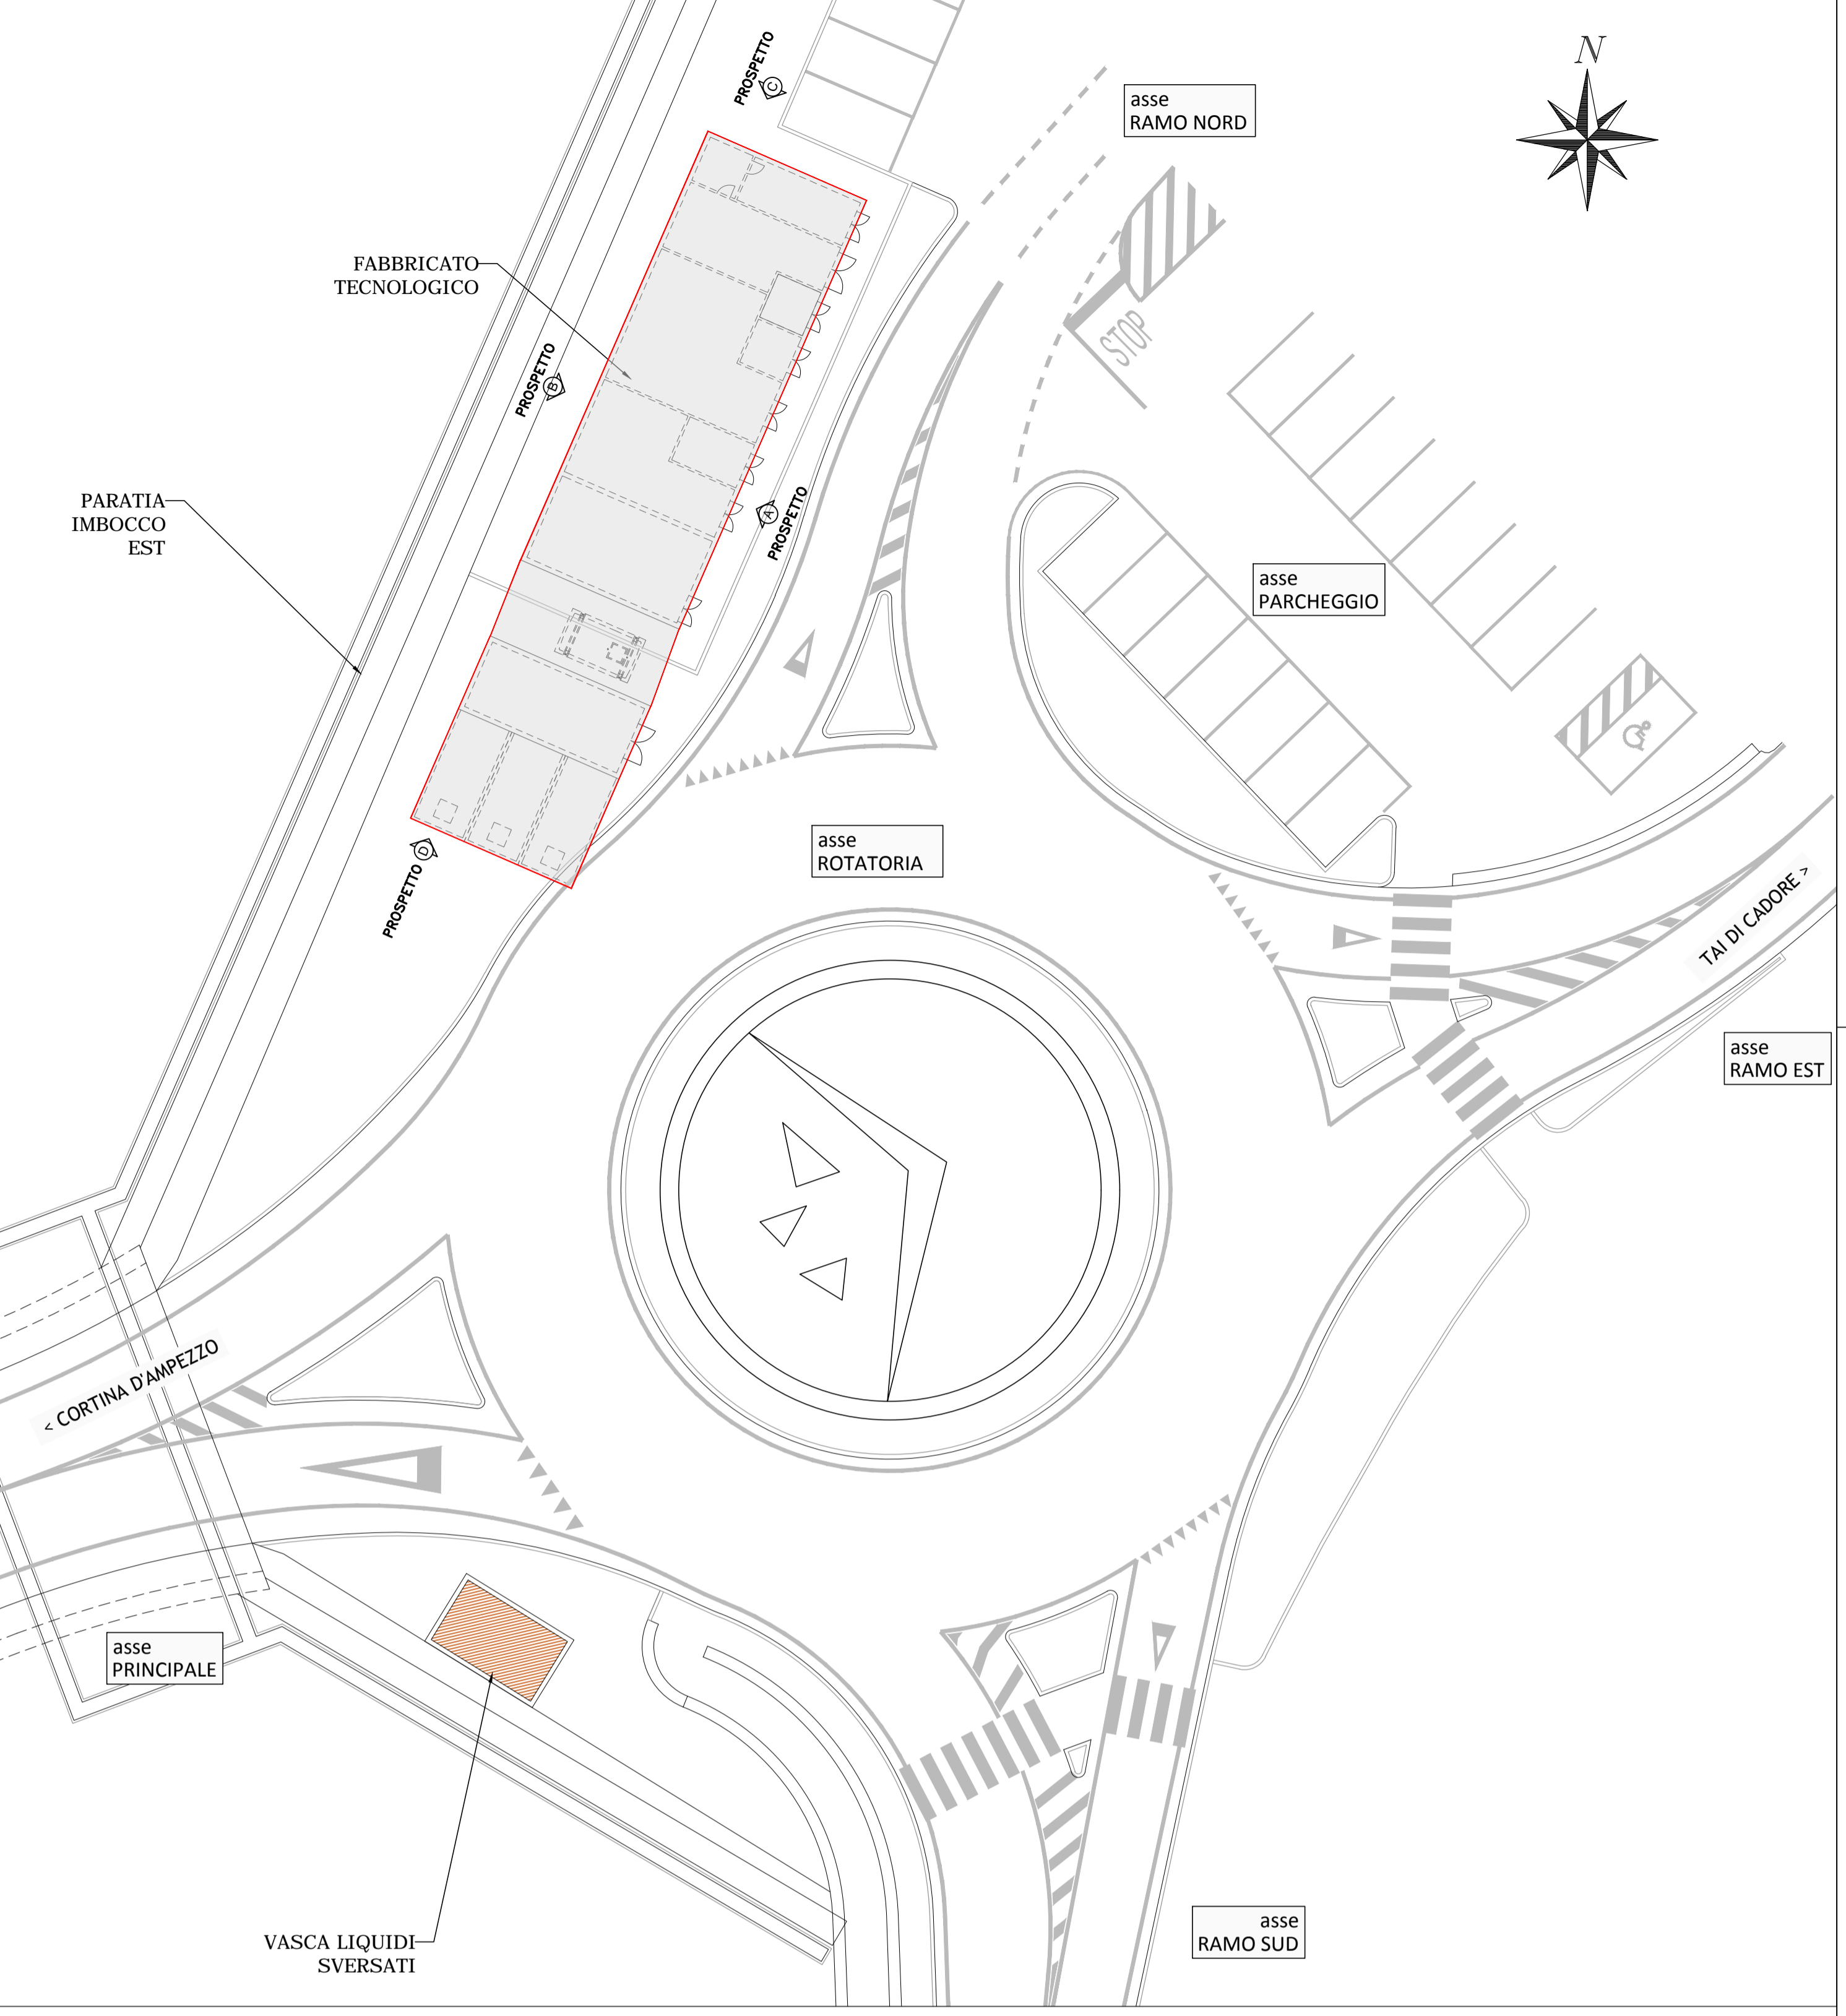 N
PROSPETTO
C
asse
RAMO NORD
FABBRICATO
TECNOLOGICO
STOP
PROSPETTO
B
PARATIA
IMBOCCO
EST
A
PROSPETTO
asse
PARCHEGGIO
asse
ROTATORIA
PROSPETTO
D
TAI DI CADORE >
asse
RAMO EST
< CORTINA D'AMPEZZO
asse
PRINCIPALE
asse
RAMO SUD
VASCA LIQUIDI
SVERSATI